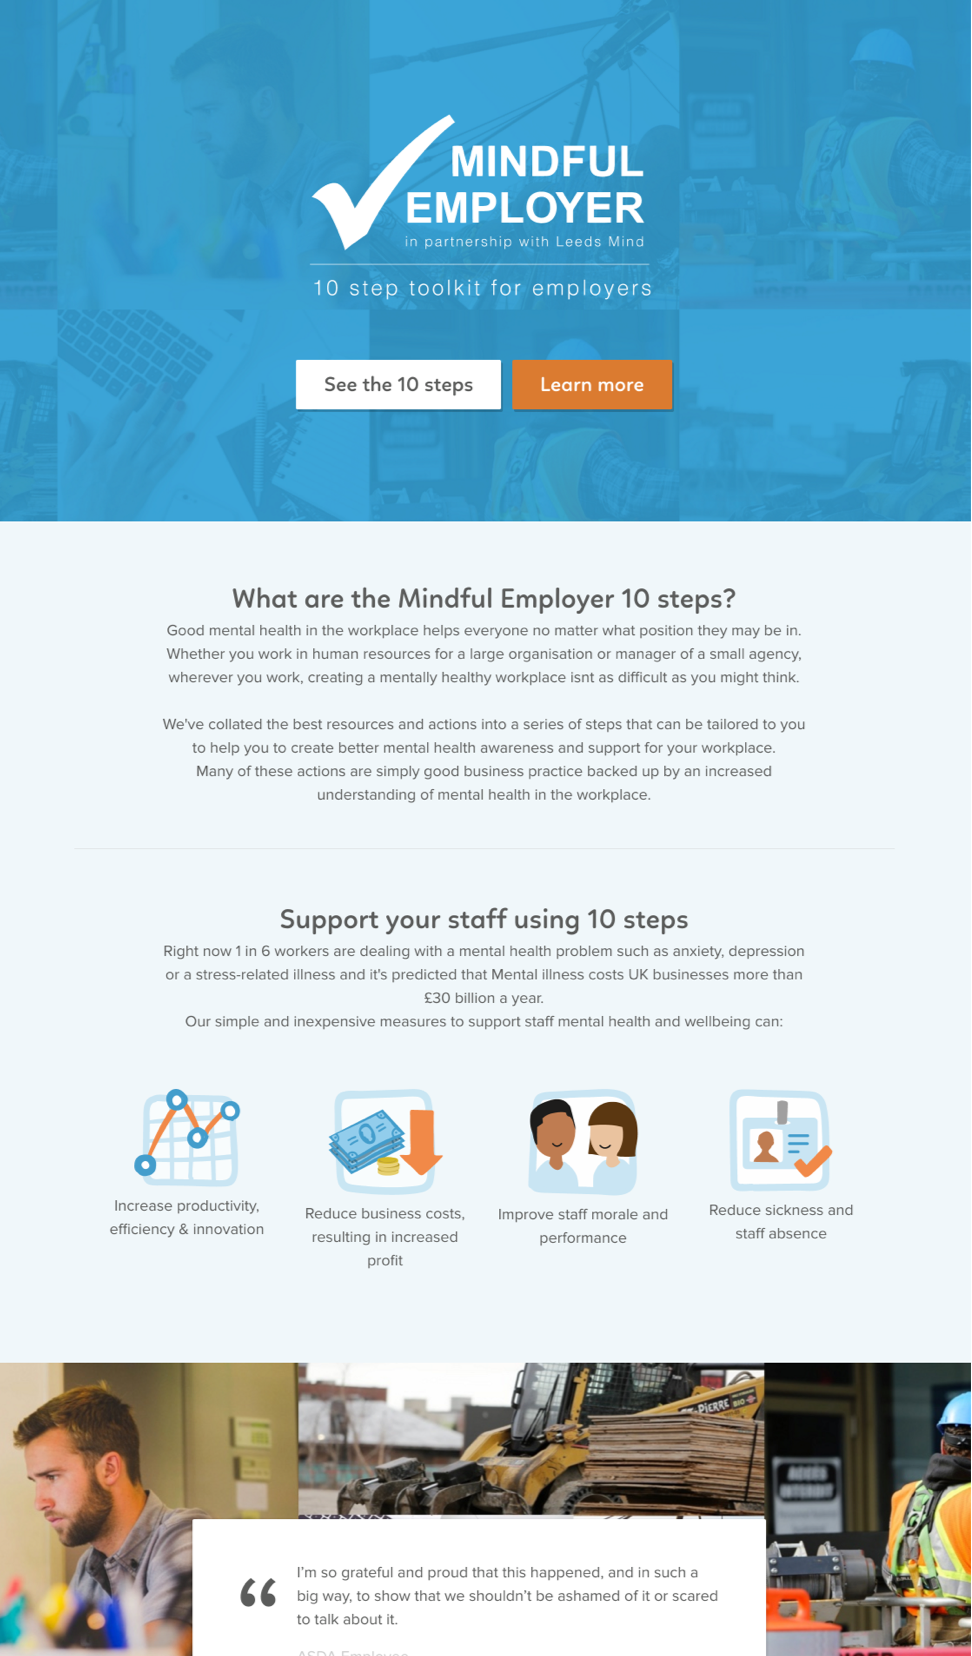 MINDFUL
EMPLOYER
in partnership with Leeds Mind
10 step toolkit for employers
See the 10 steps
Learn more
What are the Mindful Employer 10 steps?
Good mental health in the workplace helps everyone no matter what position they may be in.
Whether you work in human resources for a large organisation or manager of a small agency,
wherever you work, creating a mentally healthy workplace isnt as difficult as you might think.
We've collated the best resources and actions into a series of steps that can be tailored to you
to help you to create better mental health awareness and support for your workplace.
Many of these actions are simply good business practice backed up by an increased
understanding of mental health in the workplace.
Support your staff using 10 steps
Right now 1 in 6 workers are dealing with a mental health problem such as anxiety, depression
or a stress-related illness and it's predicted that Mental illness costs UK businesses more than
£30 billion a year.
Our simple and inexpensive measures to support staff mental health and wellbeing can:
Increase productivity,
efficiency & innovation
Reduce business costs,
resulting in increased
profit
Improve staff morale and
performance
Reduce sickness and
staff absence
ST-PIERRE
“
I'm so grateful and proud that this happened, and in such a
big way, to show that we shouldn't be ashamed of it or scared
to talk about it.
ASDA Employee